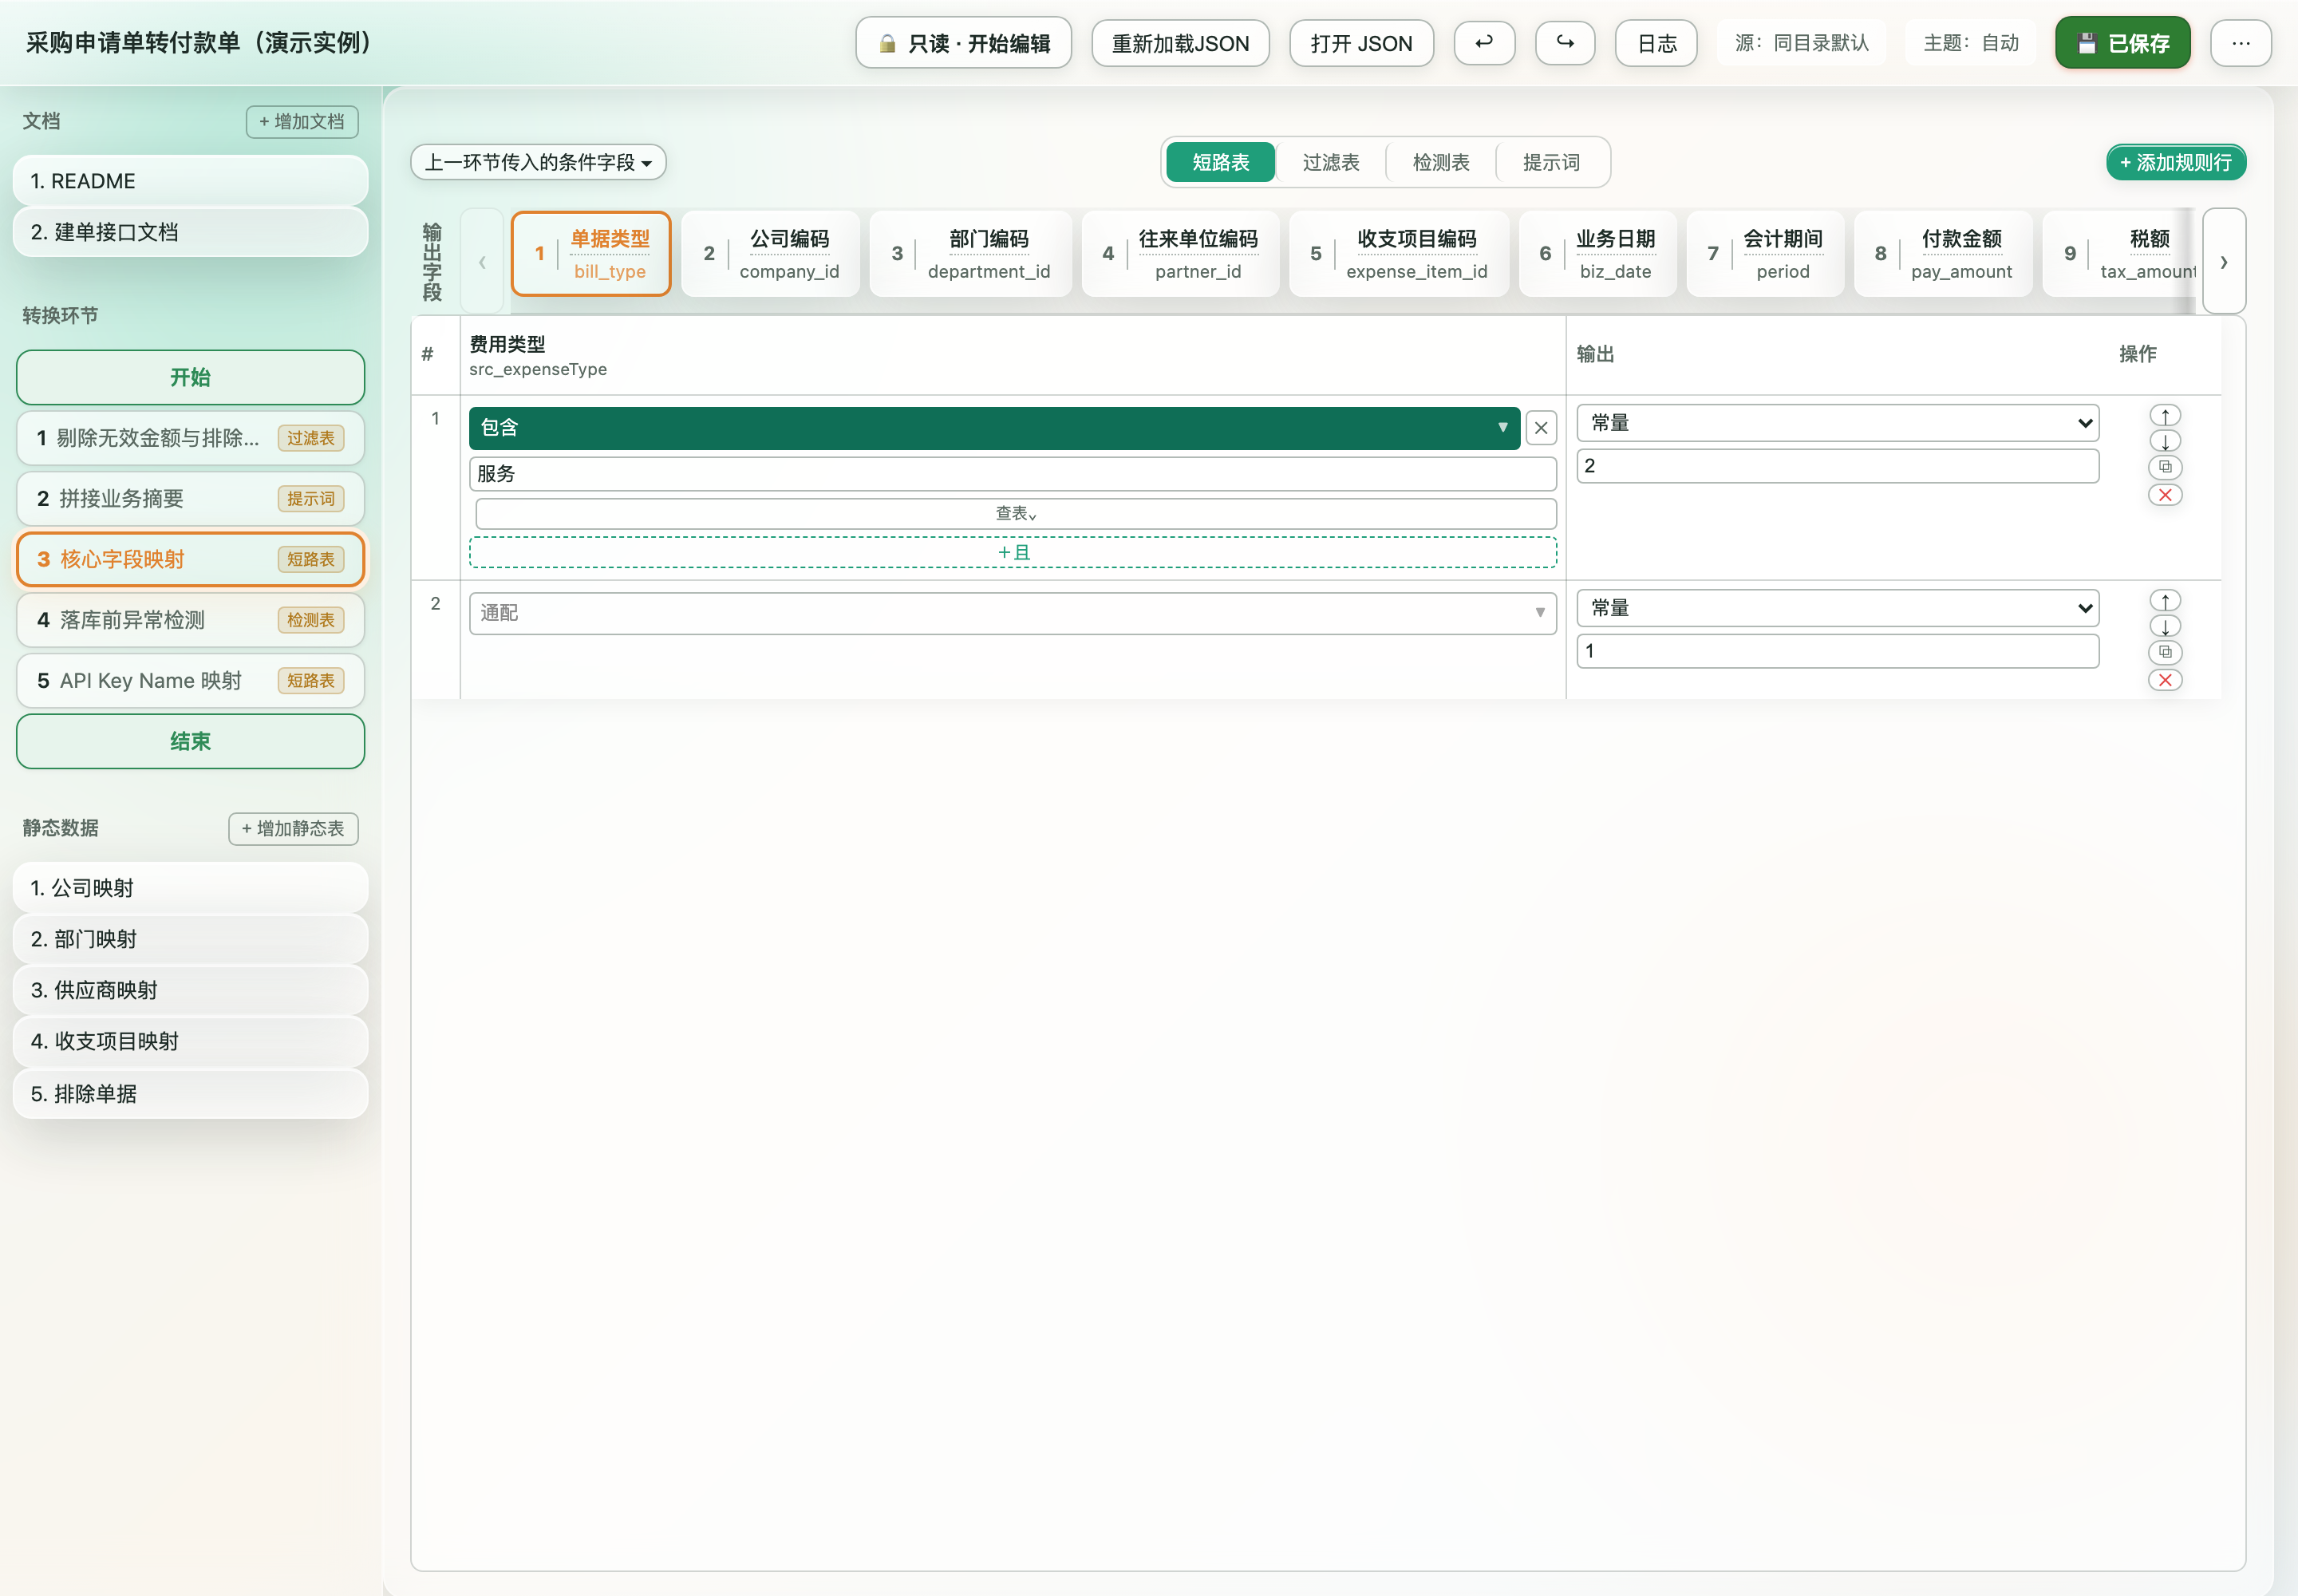 采购申请单转付款单（演示实例）
🔒 只读 · 开始编辑
重新加载JSON
打开 JSON
↩
↪
日志
源：同目录默认
主题：自动
💾 已保存
···
文档
+ 增加文档
1. README
2. 建单接口文档
转换环节
开始
1 剔除无效金额与排除... 过滤表
2 拼接业务摘要 提示词
3 核心字段映射 短路表
4 落库前异常检测 检测表
5 API Key Name 映射 短路表
结束
静态数据
+ 增加静态表
1. 公司映射
2. 部门映射
3. 供应商映射
4. 收支项目映射
5. 排除单据
上一环节传入的条件字段
短路表
过滤表
检测表
提示词
+ 添加规则行
输出字段
‹
1 单据类型
bill_type
2 公司编码
company_id
3 部门编码
department_id
4 往来单位编码
partner_id
5 收支项目编码
expense_item_id
6 业务日期
biz_date
7 会计期间
period
8 付款金额
pay_amount
9 税额
tax_amount
›
#
费用类型
src_expenseType
输出
操作
1
包含
×
服务
查表
+且
常量
2
↑
↓
×
2
通配
常量
1
↑
↓
×